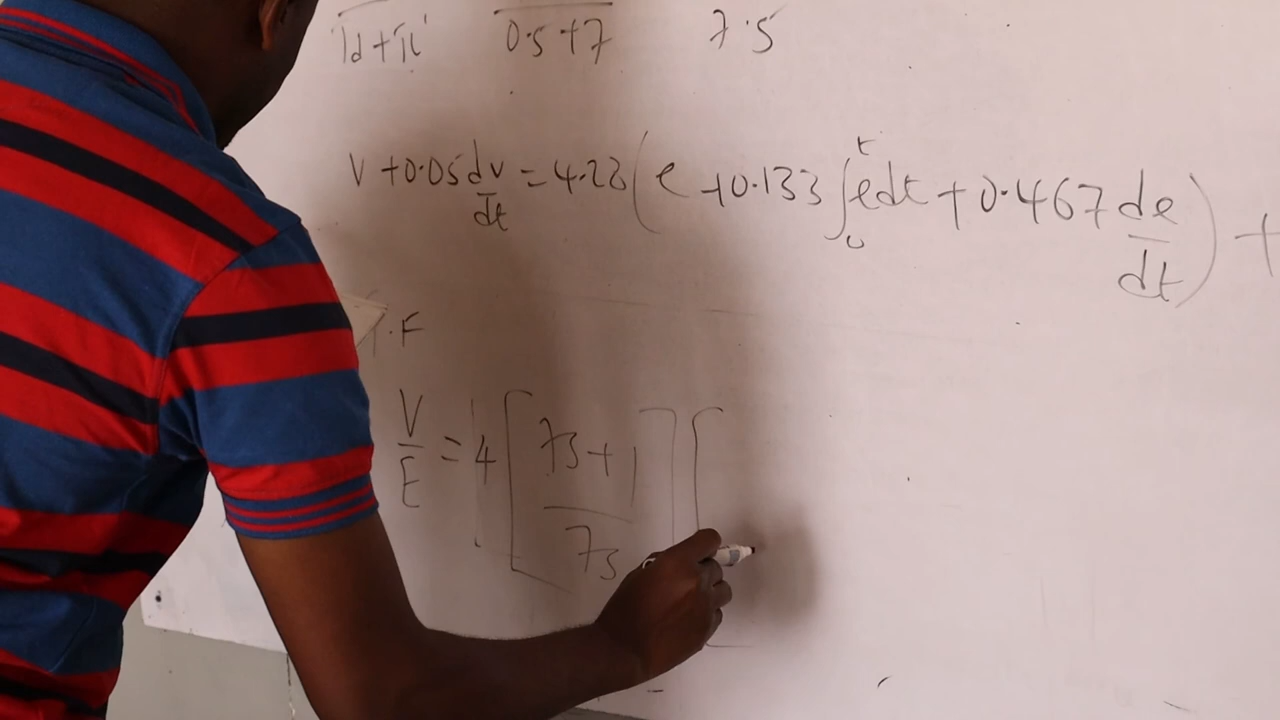 Td + Ti 0.5+7 7.5
V +0.05 dv/dt = 4.28 ( e +0.133 ∫₀ᵗ edt + 0.467 de/dt ) +
T.F
V/E = 4 [ 7s+1 / 7s ] [